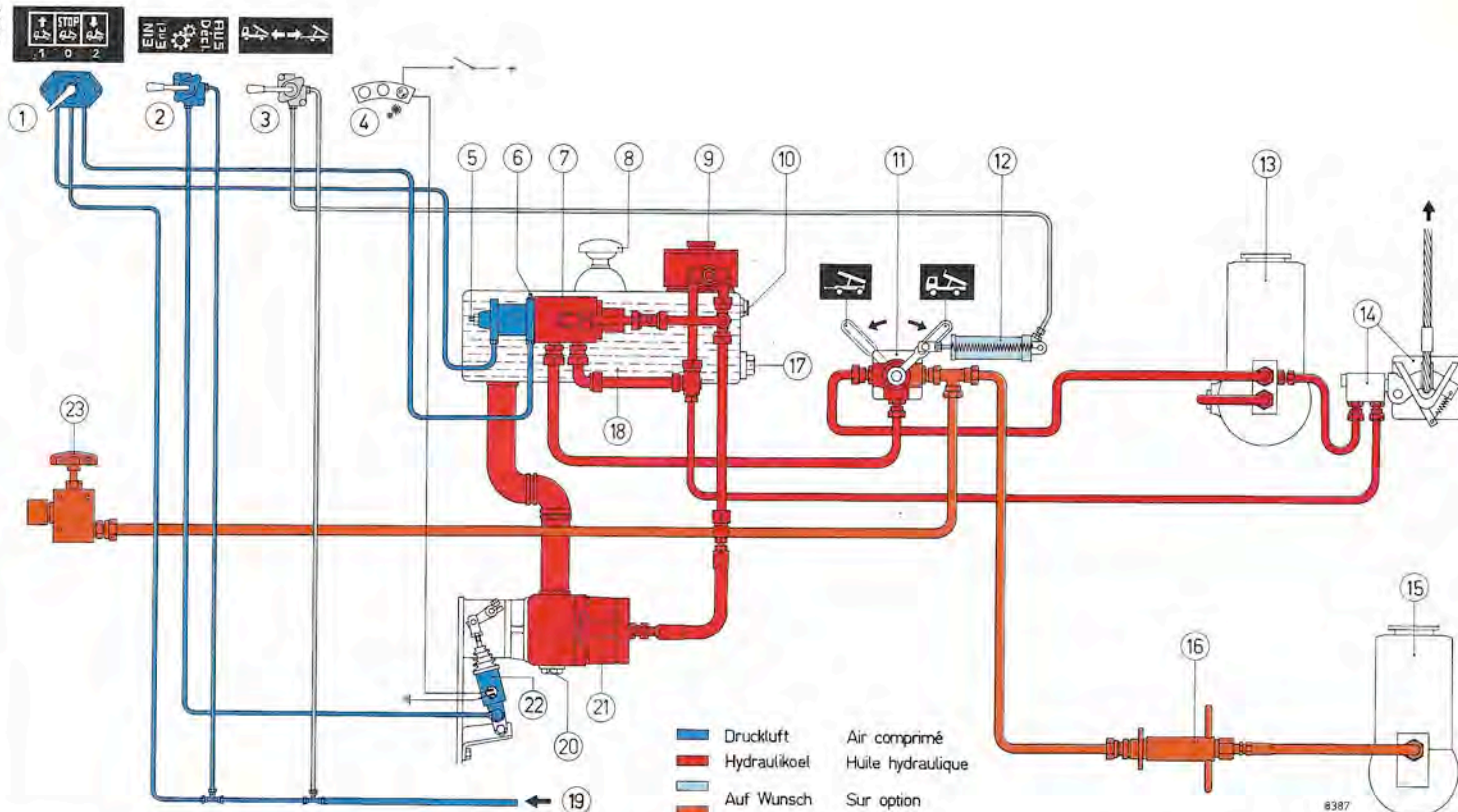 STOP
1 0 2
EIN
Encl.
AUS
Décl.
1
2
3
4
5
6
7
8
9
10
11
12
13
14
15
16
17
18
19
20
21
22
23
Druckluft Air comprimé
Hydraulikoel Huile hydraulique
Auf Wunsch Sur option
8387